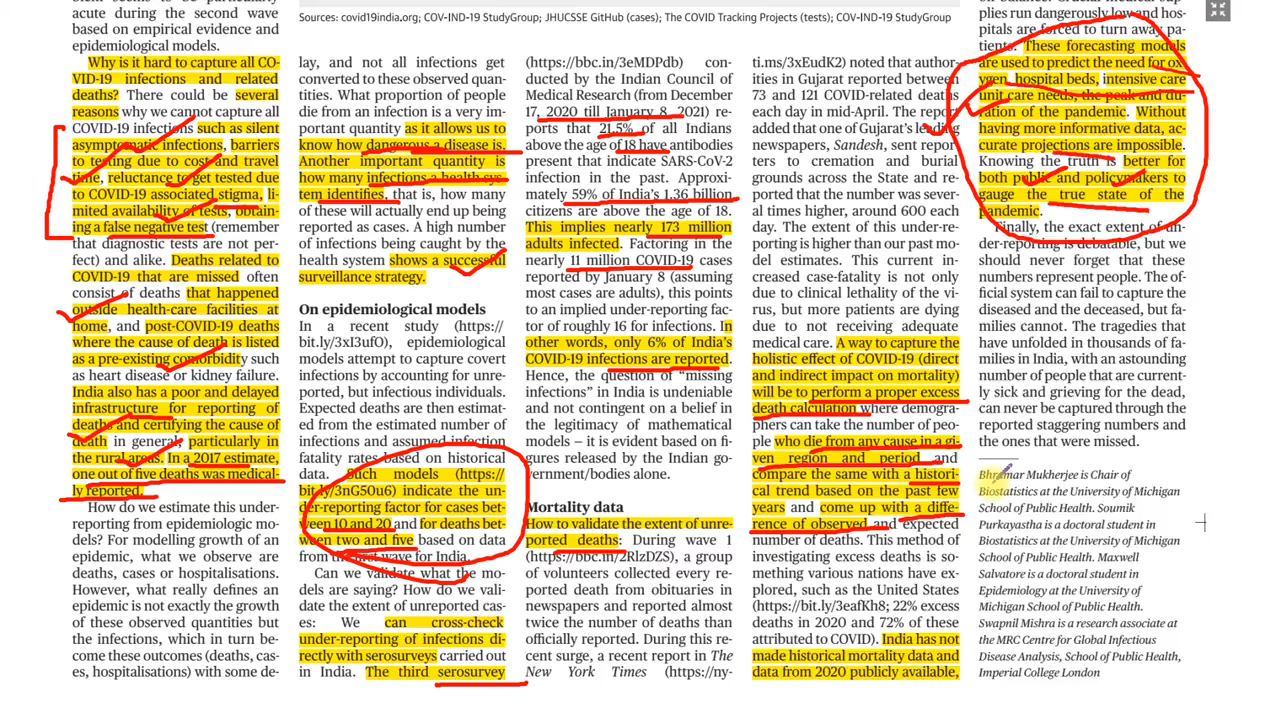 acute during the second wave
based on empirical evidence and
epidemiological models.
Why is it hard to capture all CO-
VID-19 infections and related
deaths? There could be several
reasons why we cannot capture all
COVID-19 infections such as silent
asymptomatic infections, barriers
to testing due to cost and travel
time, reluctance to get tested due
to COVID-19 associated stigma, li-
mited availability of tests, obtain-
ing a false negative test (remember
that diagnostic tests are not per-
fect) and alike. Deaths related to
COVID-19 that are missed often
consist of deaths that happened
outside health-care facilities at
home, and post-COVID-19 deaths
where the cause of death is listed
as a pre-existing comorbidity such
as heart disease or kidney failure.
India also has a poor and delayed
infrastructure for reporting of
deaths and certifying the cause of
death in general, particularly in
the rural areas. In a 2017 estimate,
one out of five deaths was medical-
ly reported.
How do we estimate this under-
reporting from epidemiologic mo-
dels? For modelling growth of an
epidemic, what we observe are
deaths, cases or hospitalisations.
However, what really defines an
epidemic is not exactly the growth
of these observed quantities but
the infections, which in turn be-
come these outcomes (deaths, cas-
es, hospitalisations) with some de-
Sources: covid19india.org; COV-IND-19 StudyGroup; JHUCSSE GitHub (cases); The COVID Tracking Projects (tests); COV-IND-19 StudyGroup
lay, and not all infections get
converted to these observed quan-
tities. What proportion of people
die from an infection is a very im-
portant quantity as it allows us to
know how dangerous a disease is.
Another important quantity is
how many infections a health sys-
tem identifies, that is, how many
of these will actually end up being
reported as cases. A high number
of infections being caught by the
health system shows a successful
surveillance strategy.
On epidemiological models
In a recent study (https://
bit.ly/3xI3ufO), epidemiological
models attempt to capture covert
infections by accounting for unre-
ported, but infectious individuals.
Expected deaths are then estimat-
ed from the estimated number of
infections and assumed infection
fatality rates based on historical
data. Such models (https://
bit.ly/3nG50u6) indicate the un-
der-reporting factor for cases bet-
ween 10 and 20 and for deaths bet-
ween two and five based on data
from the first wave for India.
Can we validate what the mo-
dels are saying? How do we vali-
date the extent of unreported cas-
es: We can cross-check
under-reporting of infections di-
rectly with serosurveys carried out
in India. The third serosurvey
(https://bbc.in/3eMDPdb) con-
ducted by the Indian Council of
Medical Research (from December
17, 2020 till January 8, 2021) re-
ports that 21.5% of all Indians
above the age of 18 have antibodies
present that indicate SARS-CoV-2
infection in the past. Approxi-
mately 59% of India's 1.36 billion
citizens are above the age of 18.
This implies nearly 173 million
adults infected. Factoring in the
nearly 11 million COVID-19 cases
reported by January 8 (assuming
most cases are adults), this points
to an implied under-reporting fac-
tor of roughly 16 for infections. In
other words, only 6% of India's
COVID-19 infections are reported.
Hence, the question of “missing
infections” in India is undeniable
and not contingent on a belief in
the legitimacy of mathematical
models – it is evident based on fi-
gures released by the Indian go-
vernment/bodies alone.
Mortality data
How to validate the extent of unre-
ported deaths: During wave 1
(https://bbc.in/2RlzDZS), a group
of volunteers collected every re-
ported death from obituaries in
newspapers and reported almost
twice the number of deaths than
officially reported. During this re-
cent surge, a recent report in The
New York Times (https://ny-
ti.ms/3xEudK2) noted that author-
ities in Gujarat reported between
73 and 121 COVID-related deaths
each day in mid-April. The report
added that one of Gujarat's leading
newspapers, Sandesh, sent repor-
ters to cremation and burial
grounds across the State and re-
ported that the number was sever-
al times higher, around 600 each
day. The extent of this under-re-
porting is higher than our past mo-
del estimates. This current in-
creased case-fatality is not only
due to clinical lethality of the vi-
rus, but more patients are dying
due to not receiving adequate
medical care. A way to capture the
holistic effect of COVID-19 (direct
and indirect impact on mortality)
will be to perform a proper excess
death calculation where demogra-
phers can take the number of peo-
ple who die from any cause in a gi-
ven region and period and
compare the same with a histori-
cal trend based on the past few
years and come up with a diffe-
rence of observed and expected
number of deaths. This method of
investigating excess deaths is so-
mething various nations have ex-
plored, such as the United States
(https://bit.ly/3eafKh8; 22% excess
deaths in 2020 and 72% of these
attributed to COVID). India has not
made historical mortality data and
data from 2020 publicly available,
plies run dangerously low and hos-
pitals are forced to turn away pa-
tients. These forecasting models
are used to predict the need for ox-
ygen, hospital beds, intensive care
unit care needs, the peak and du-
ration of the pandemic. Without
having more informative data, ac-
curate projections are impossible.
Knowing the truth is better for
both public and policymakers to
gauge the true state of the
pandemic.
Finally, the exact extent of un-
der-reporting is debatable, but we
should never forget that these
numbers represent people. The of-
ficial system can fail to capture the
diseased and the deceased, but fa-
milies cannot. The tragedies that
have unfolded in thousands of fa-
milies in India, with an astounding
number of people that are current-
ly sick and grieving for the dead,
can never be captured through the
reported staggering numbers and
the ones that were missed.
Bhramar Mukherjee is Chair of
Biostatistics at the University of Michigan
School of Public Health. Soumik
Purkayastha is a doctoral student in
Biostatistics at the University of Michigan
School of Public Health. Maxwell
Salvatore is a doctoral student in
Epidemiology at the University of
Michigan School of Public Health.
Swapnil Mishra is a research associate at
the MRC Centre for Global Infectious
Disease Analysis, School of Public Health,
Imperial College London